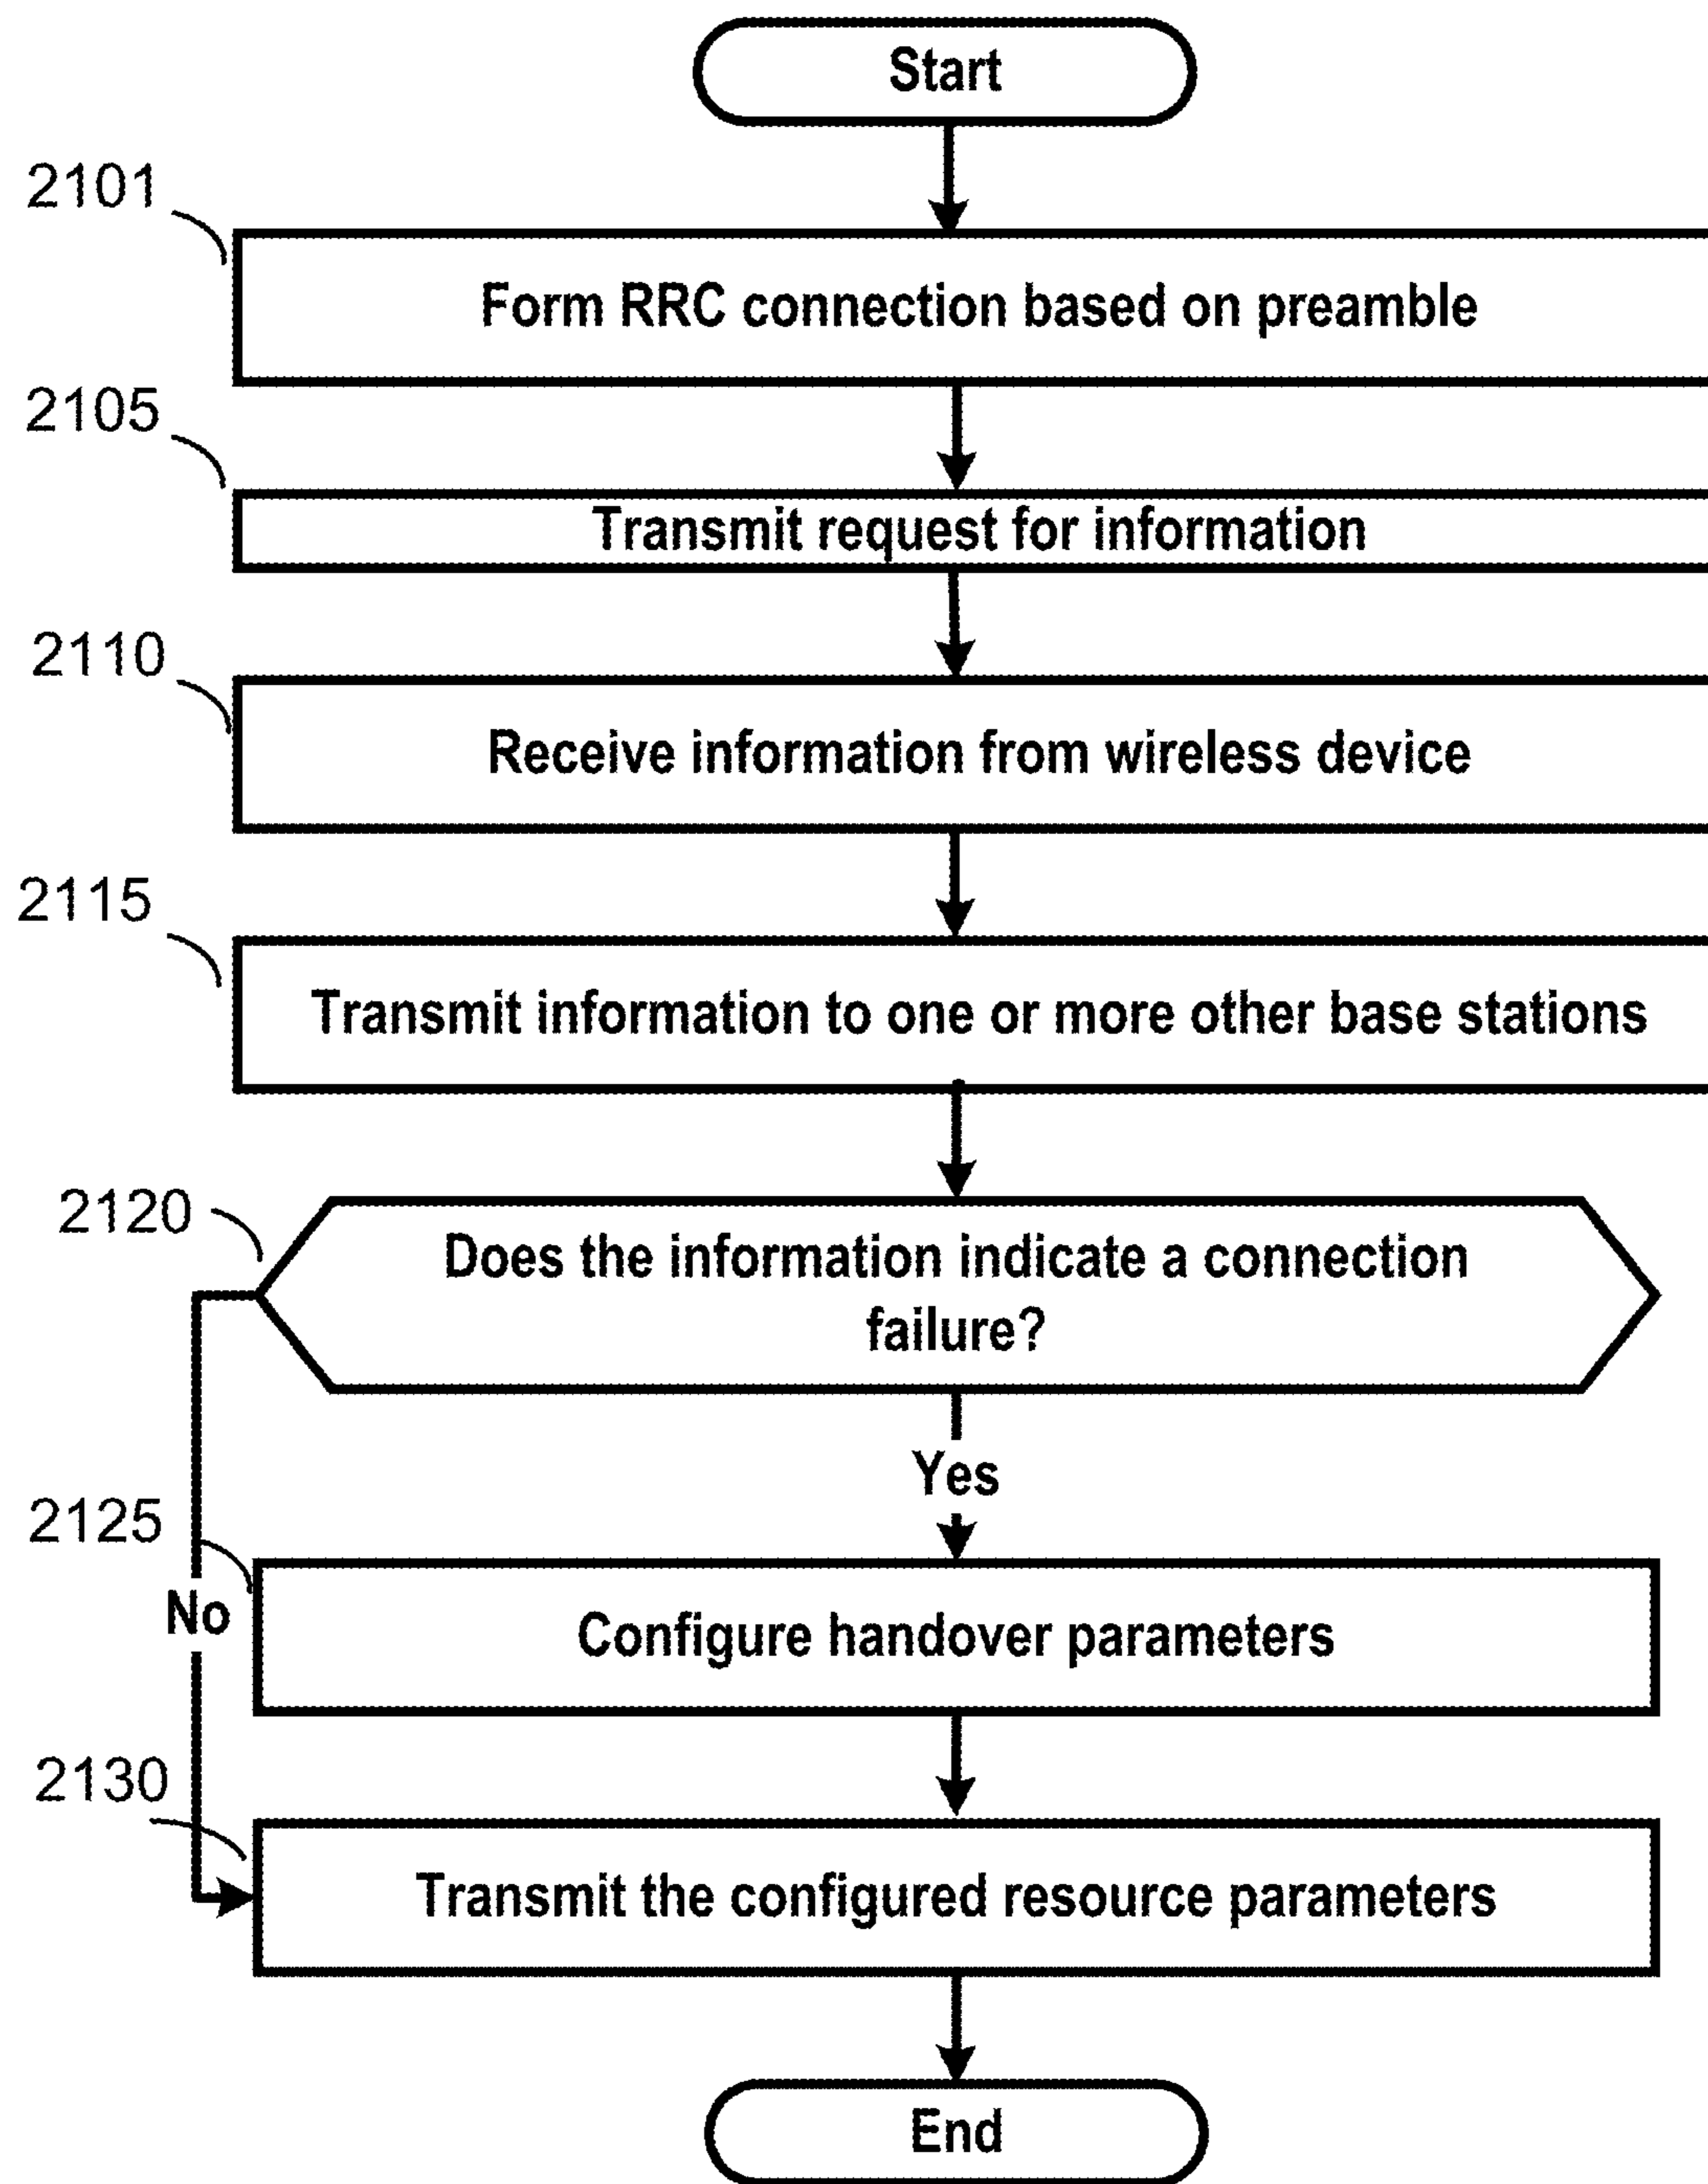 Start
2101
Form RRC connection based on preamble
2105
Transmit request for information
2110
Receive information from wireless device
2115
Transmit information to one or more other base stations
2120
Does the information indicate a connection
failure?
Yes
2125
No
Configure handover parameters
2130
Transmit the configured resource parameters
End